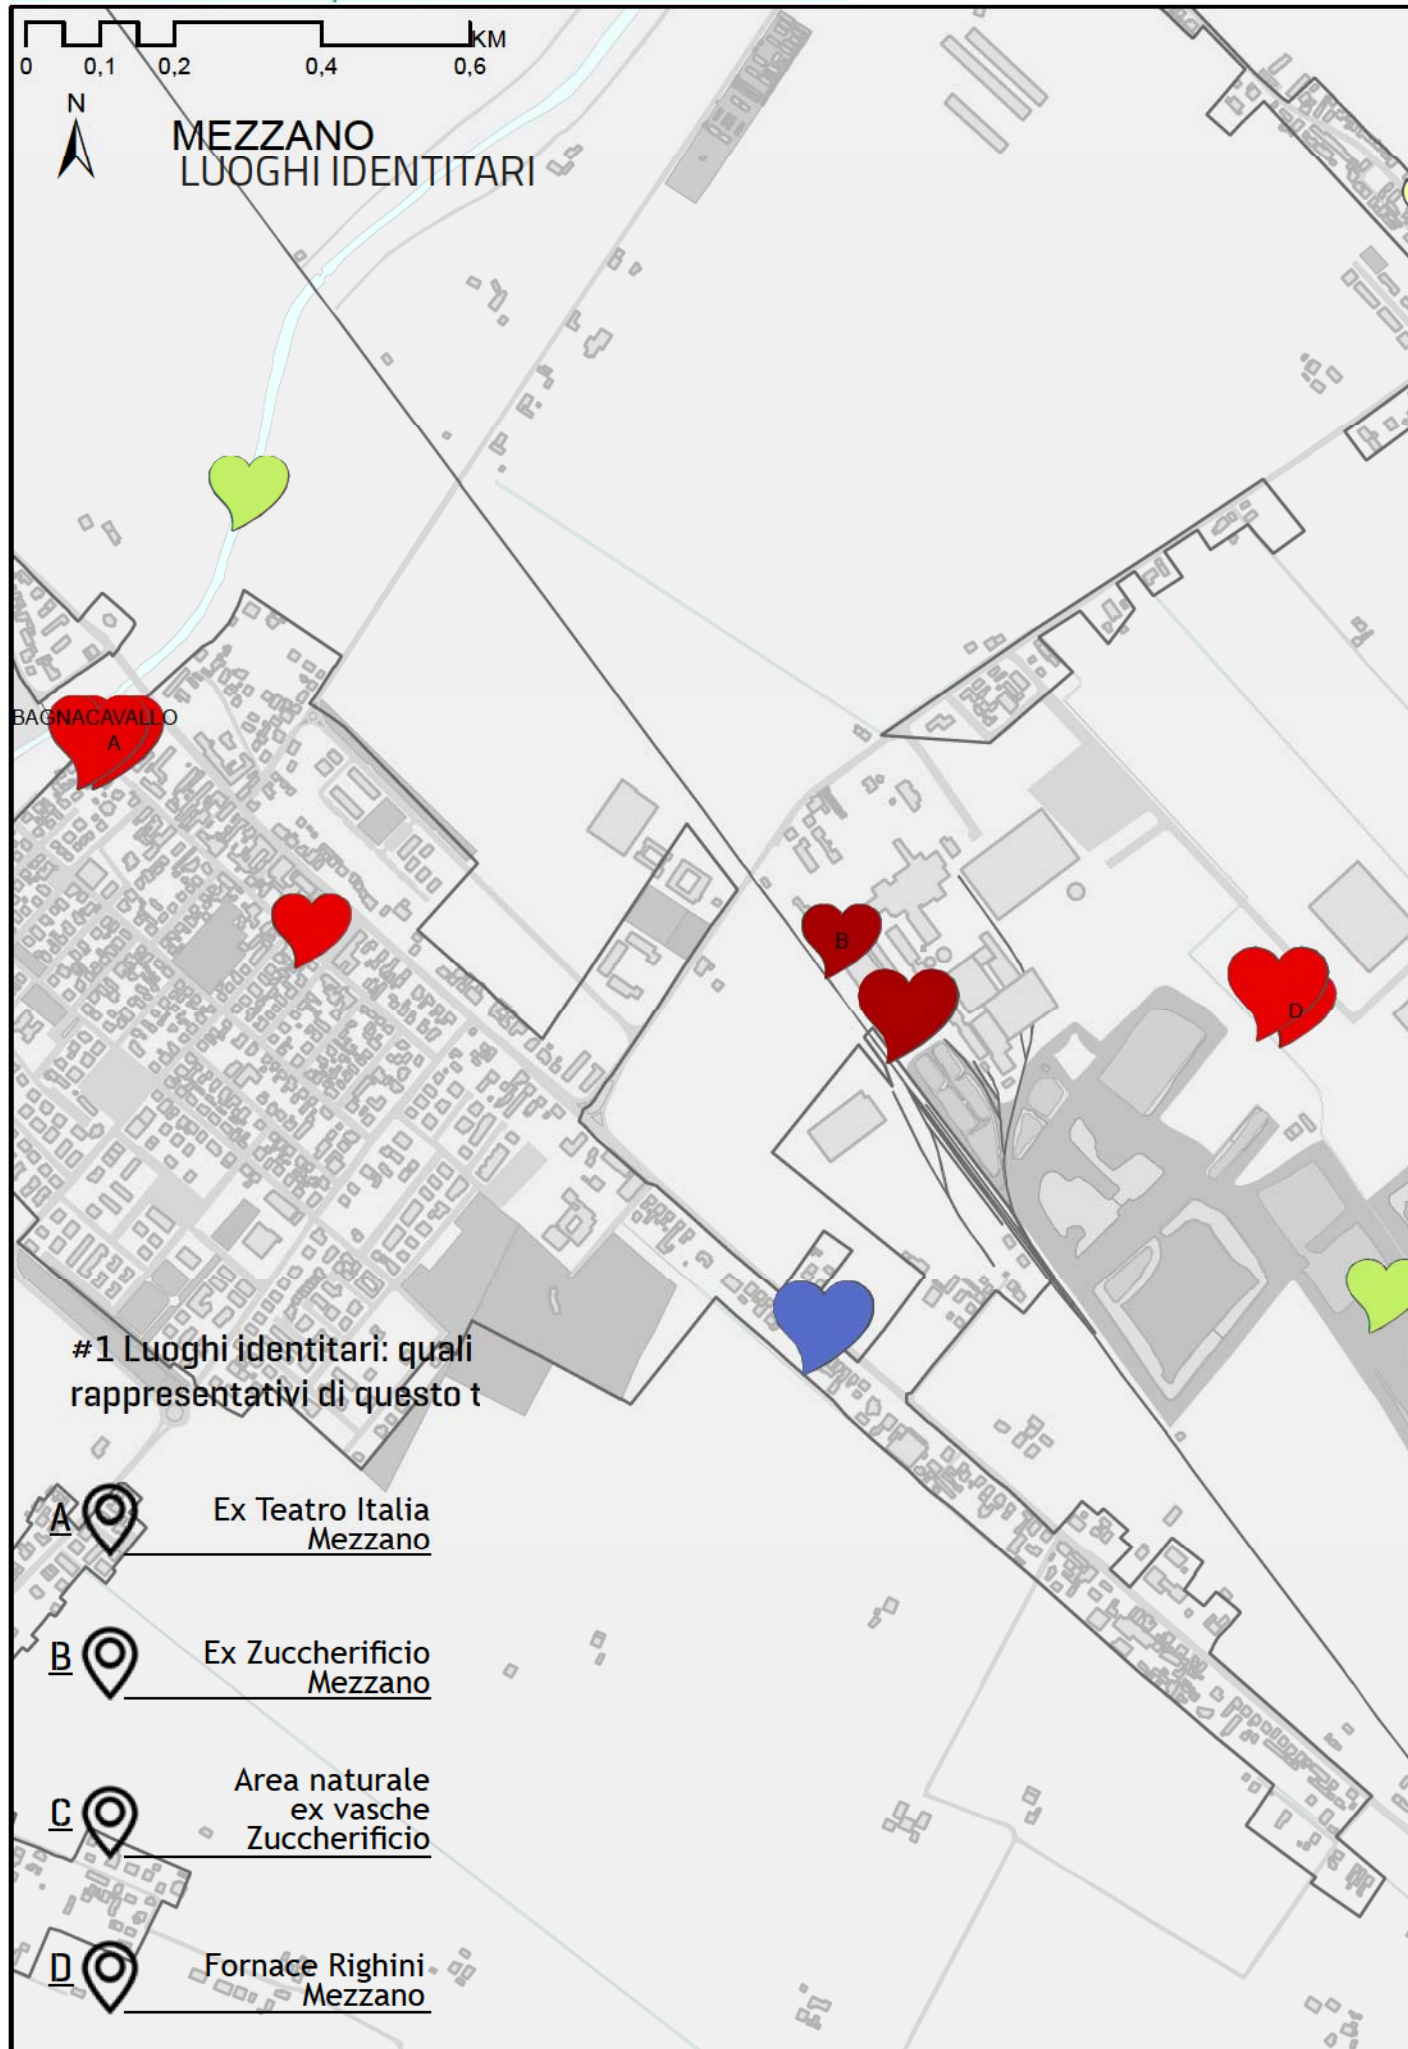 KM
0 0,1 0,2 0,4 0,6
N
MEZZANO
LUOGHI IDENTITARI
BAGNACAVALLO
A
B
D
#1 Luoghi identitari: quali
rappresentativi di questo t
A
Ex Teatro Italia
Mezzano
B
Ex Zuccherificio
Mezzano
C
Area naturale
ex vasche
Zuccherificio
D
Fornace Righini
Mezzano